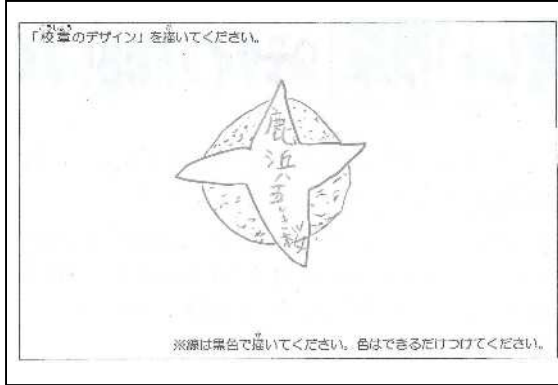 「校章のデザイン」を描いてください。
鹿浜五色桜
※線は黒色で描いてください。色はできるだけつけてください。